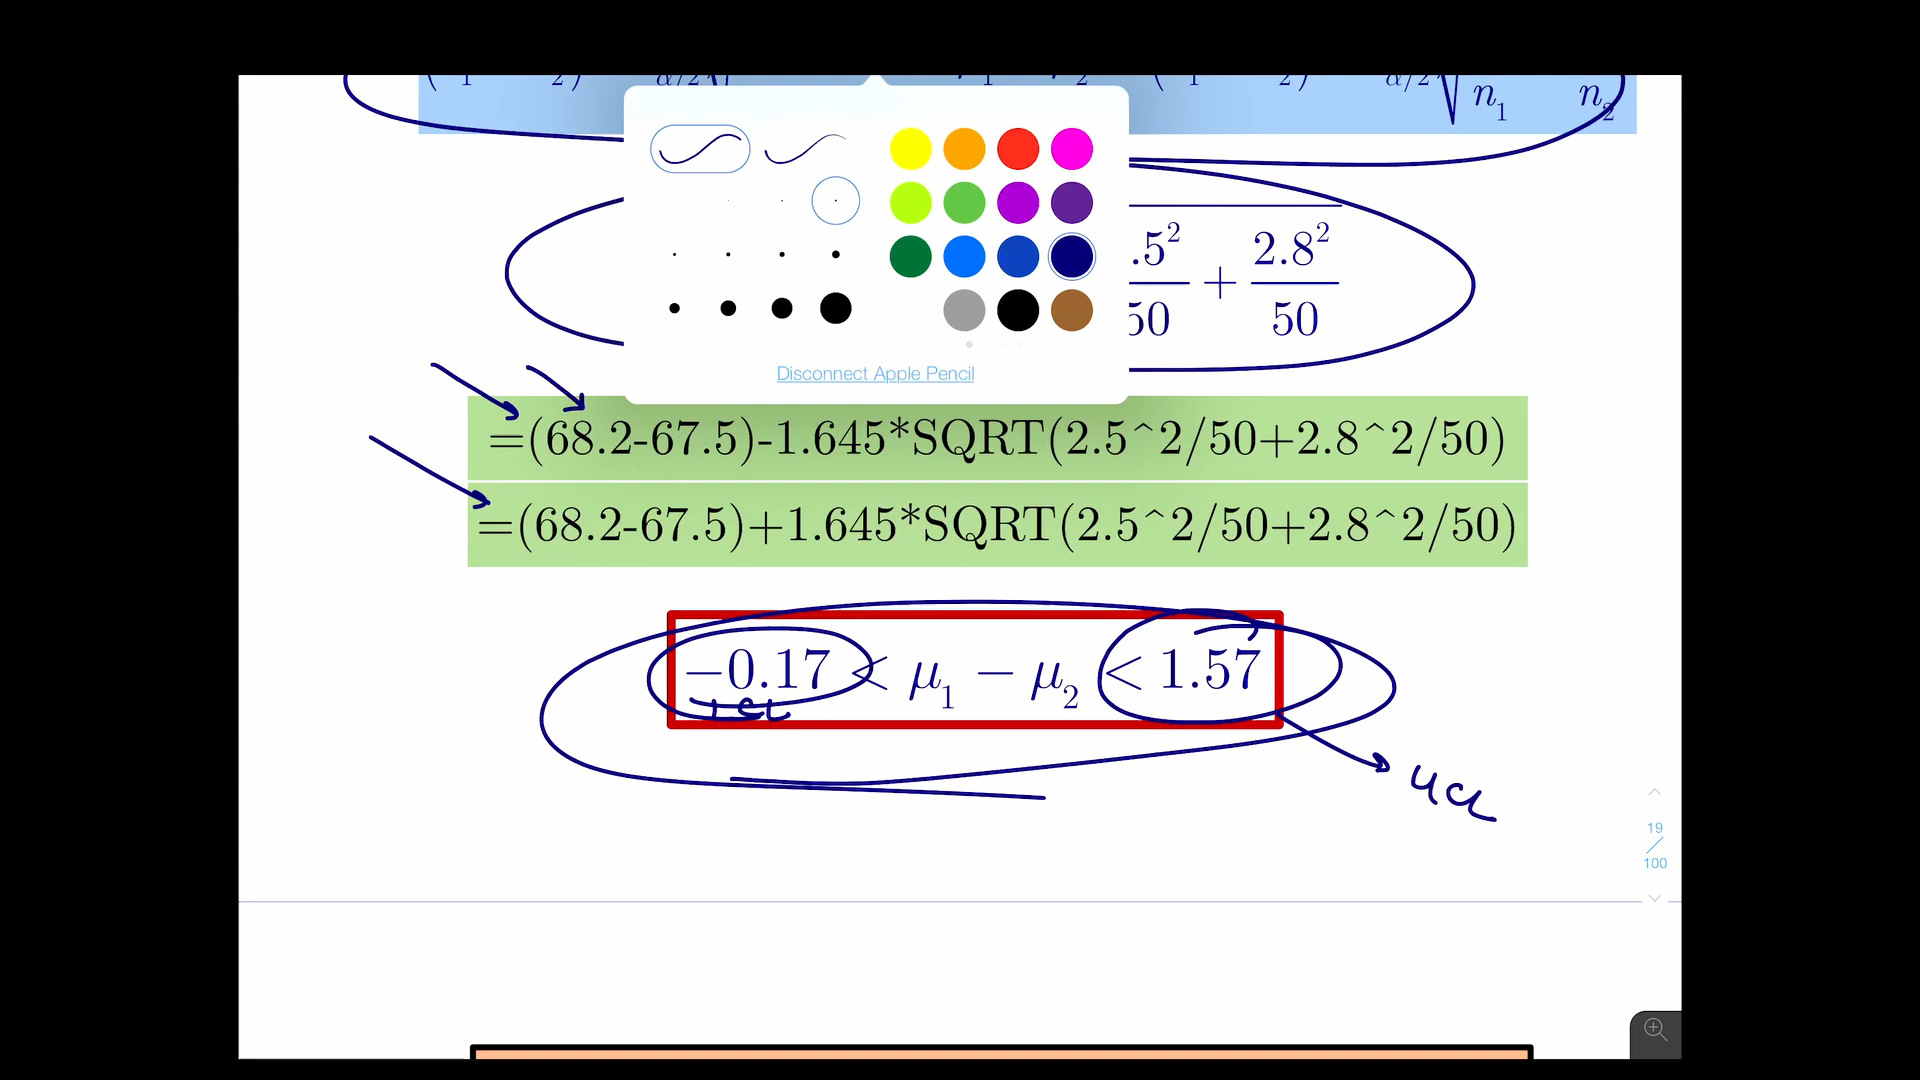 n₁ n₂
.5² / 50 + 2.8² / 50
Disconnect Apple Pencil
=(68.2-67.5)-1.645*SQRT(2.5^2/50+2.8^2/50)
=(68.2-67.5)+1.645*SQRT(2.5^2/50+2.8^2/50)
−0.17 < μ₁ − μ₂ < 1.57
LCL
UCL
19
100